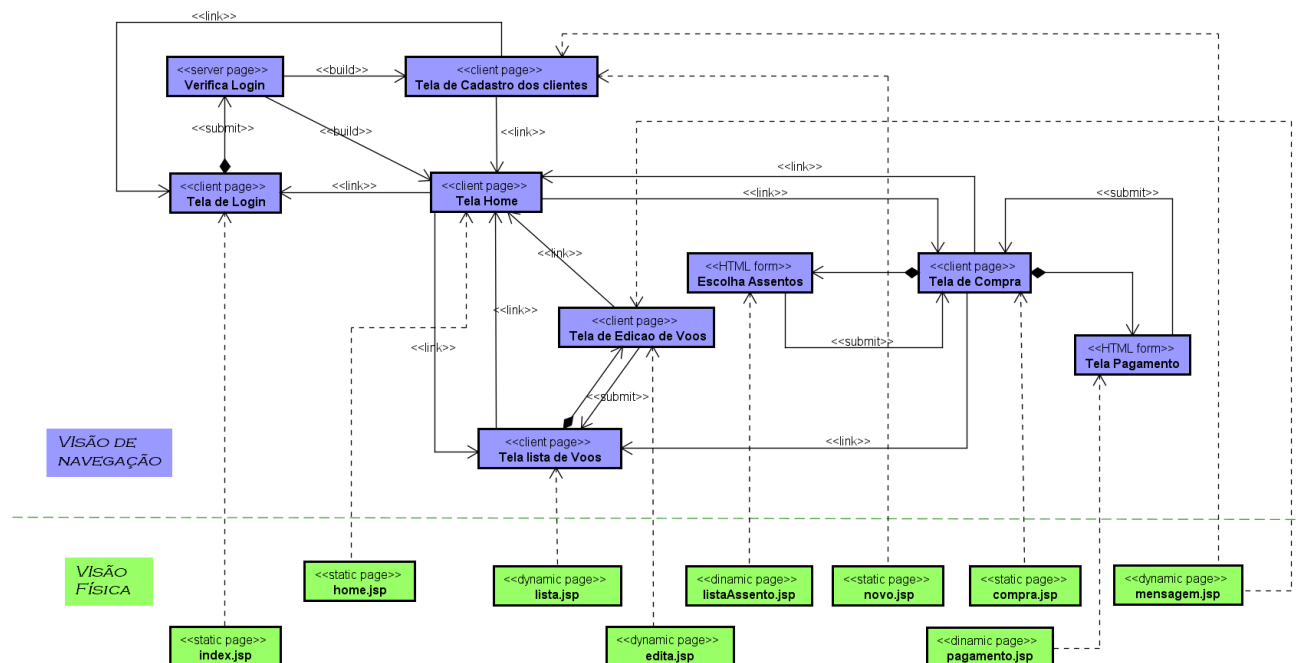 <<link>>
<<server page>>
Verifica Login
<<build>>
<<client page>>
Tela de Cadastro dos clientes
<<submit>>
<<build>>
<<link>>
<<client page>>
Tela de Login
<<link>>
<<client page>>
Tela Home
<<link>>
<<link>>
<<submit>>
<<link>>
<<HTML form>>
Escolha Assentos
<<client page>>
Tela de Compra
<<link>>
<<client page>>
Tela de Edicao de Voos
<<link>>
<<submit>>
<<HTML form>>
Tela Pagamento
<<submit>>
<<client page>>
Tela lista de Voos
<<link>>
VISÃO DE
NAVEGAÇÃO
VISÃO
FÍSICA
<<static page>>
home.jsp
<<dynamic page>>
lista.jsp
<<dinamic page>>
listaAssento.jsp
<<static page>>
novo.jsp
<<static page>>
compra.jsp
<<dynamic page>>
mensagem.jsp
<<static page>>
index.jsp
<<dynamic page>>
edita.jsp
<<dinamic page>>
pagamento.jsp